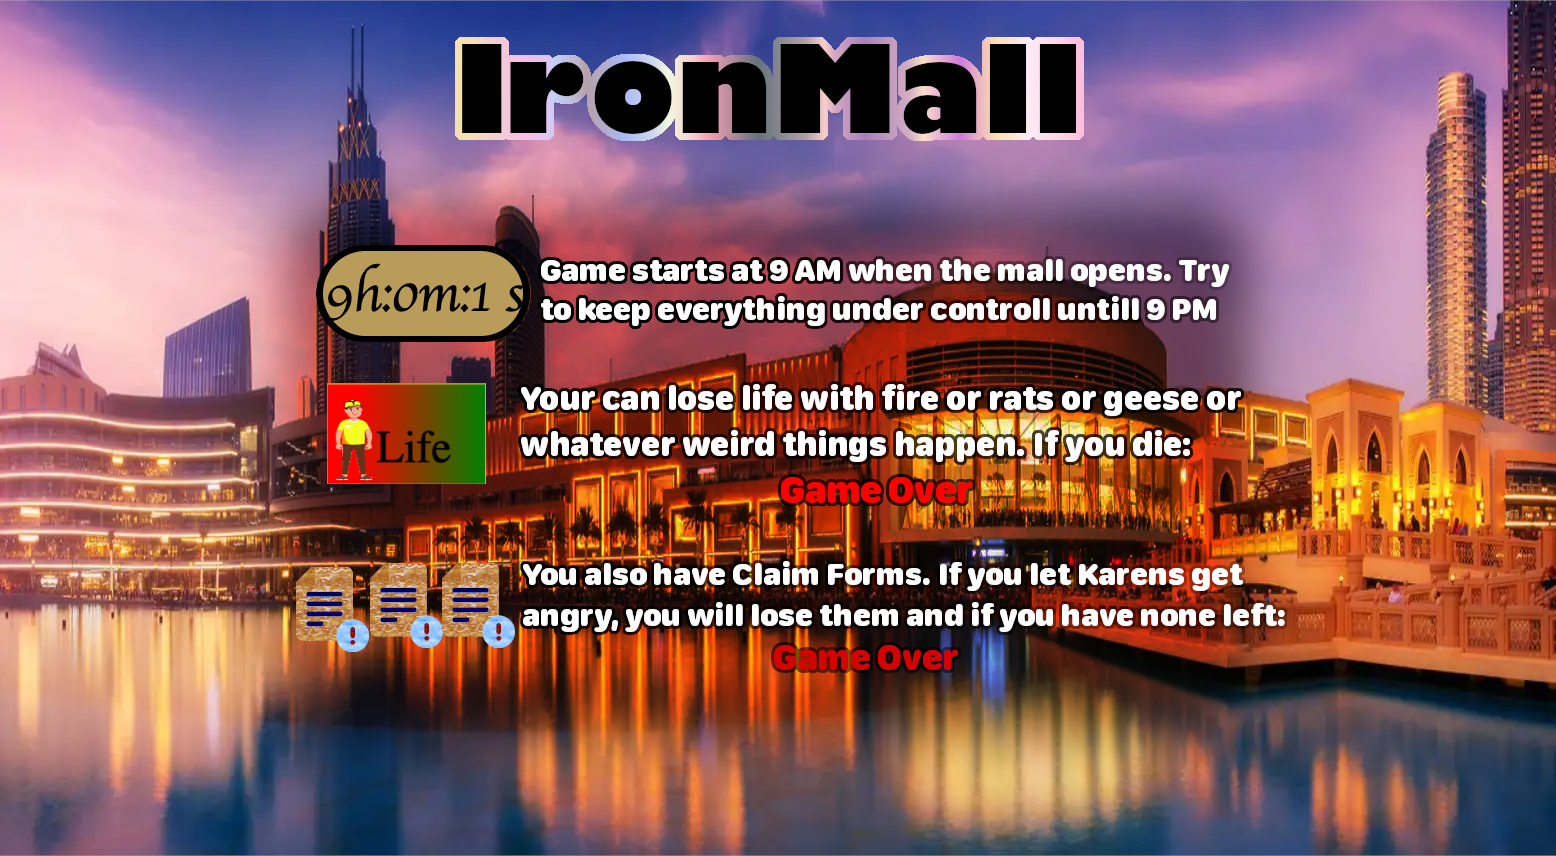 IronMall
9h:0m:1 s
Game starts at 9 AM when the mall opens. Try
to keep everything under controll untill 9 PM
Life
Your can lose life with fire or rats or geese or
whatever weird things happen. If you die:
Game Over
You also have Claim Forms. If you let Karens get
angry, you will lose them and if you have none left:
Game Over